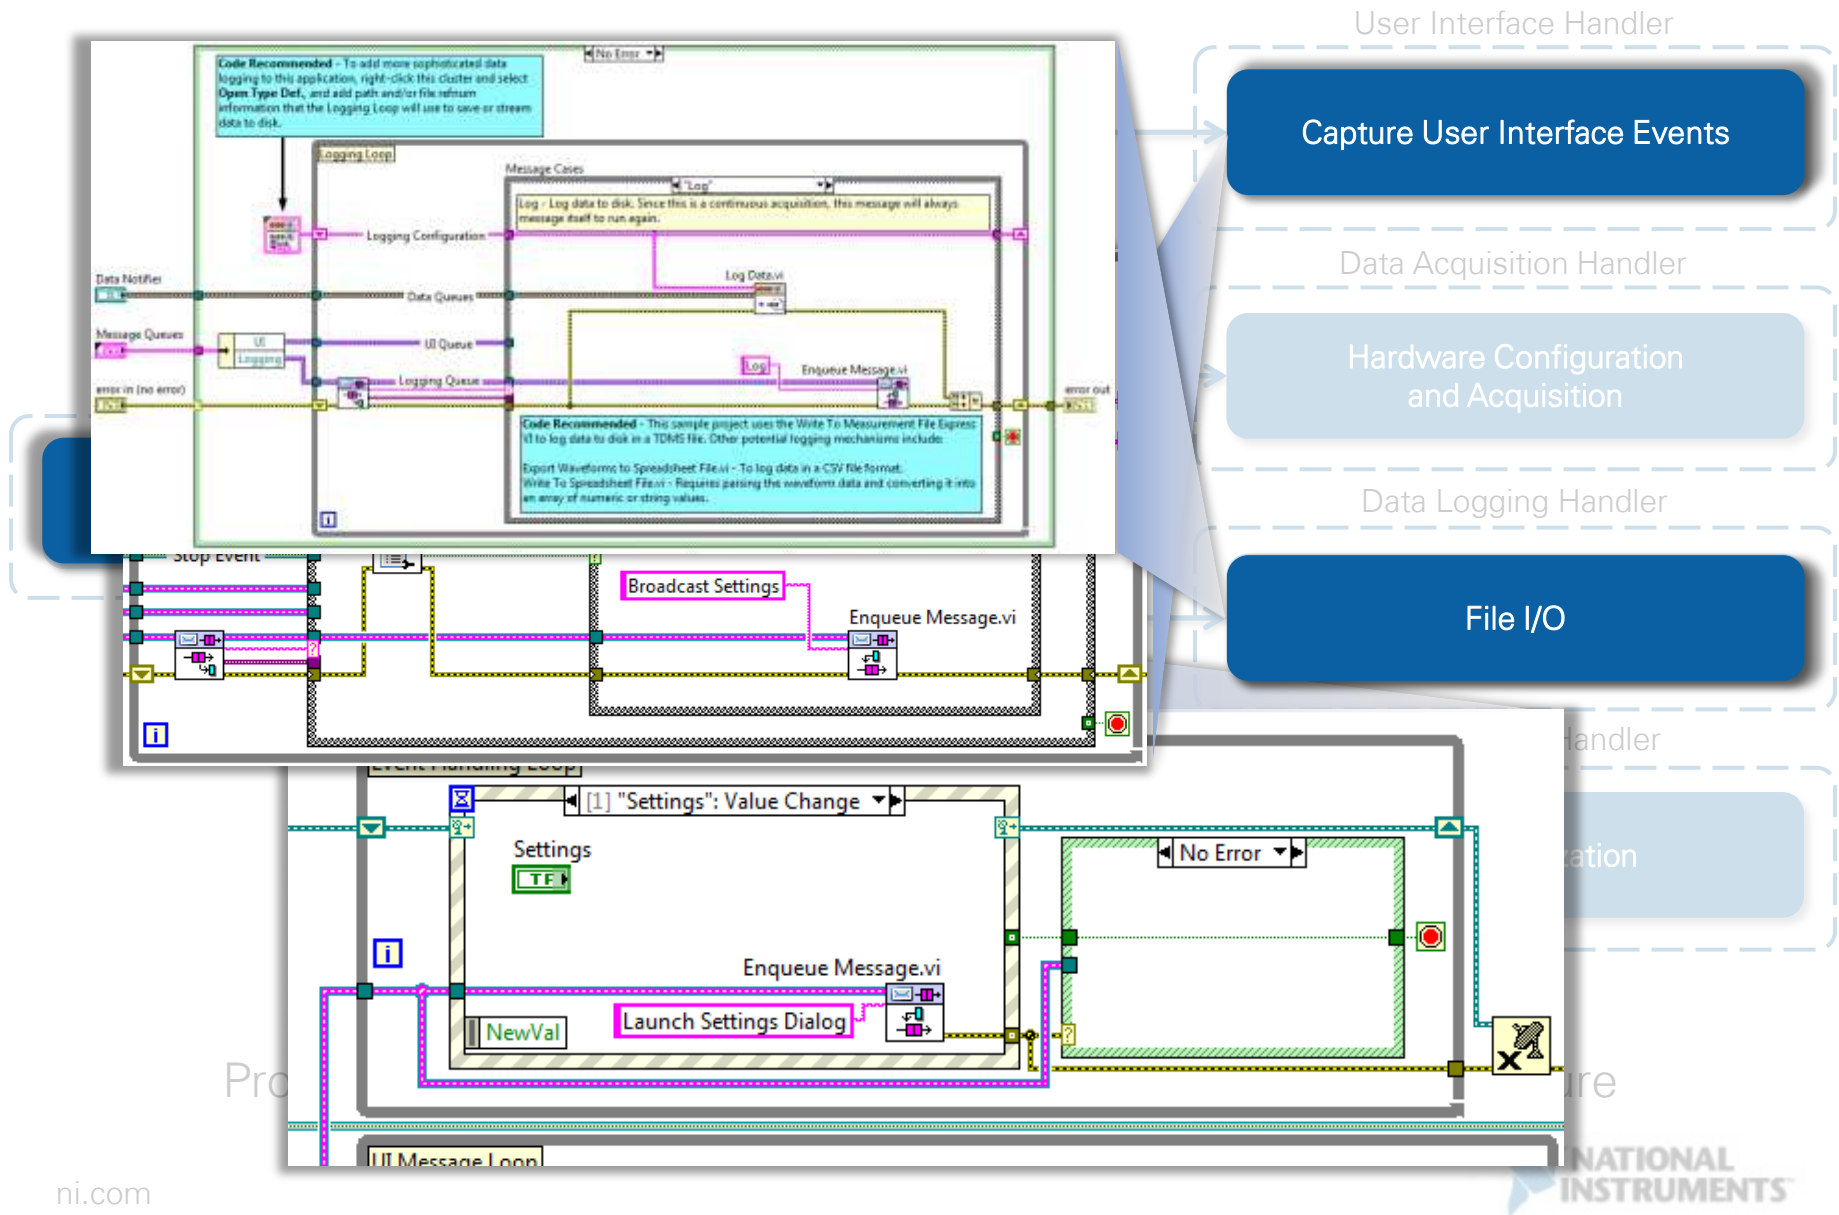 User Interface Handler
Capture User Interface Events
Data Acquisition Handler
Hardware Configuration
and Acquisition
Data Logging Handler
File I/O
Handler
zation
No Error
Code Recommended - To add more sophisticated data
logging to this application, right-click this cluster and select
Open Type Def., and add path and/or file refnum
information that the Logging Loop will use to save or stream
data to disk.
Logging Loop
Message Cases
"Log"
Log - Log data to disk. Since this is a continuous acquisition, this message will always
message itself to run again.
Logging Configuration
Log Data.vi
Data Notifier
Data Queues
Message Queues
UI
Logging
UI Queue
Log
Enqueue Message.vi
Logging Queue
error in (no error)
error out
Code Recommended - This sample project uses the Write To Measurement File Express
VI to log data to disk in a TDMS file. Other potential logging mechanisms include:
Export Waveforms to Spreadsheet File.vi - To log data in a CSV file format.
Write To Spreadsheet File.vi - Requires parsing the waveform data and converting it into
an array of numeric or string values.
i
Stop Event
Broadcast Settings
Enqueue Message.vi
i
Event Handling Loop
[1] "Settings": Value Change
Settings
TF
No Error
i
Enqueue Message.vi
Launch Settings Dialog
NewVal
Pro
ure
UI Message Loop
ni.com
NATIONAL
INSTRUMENTS